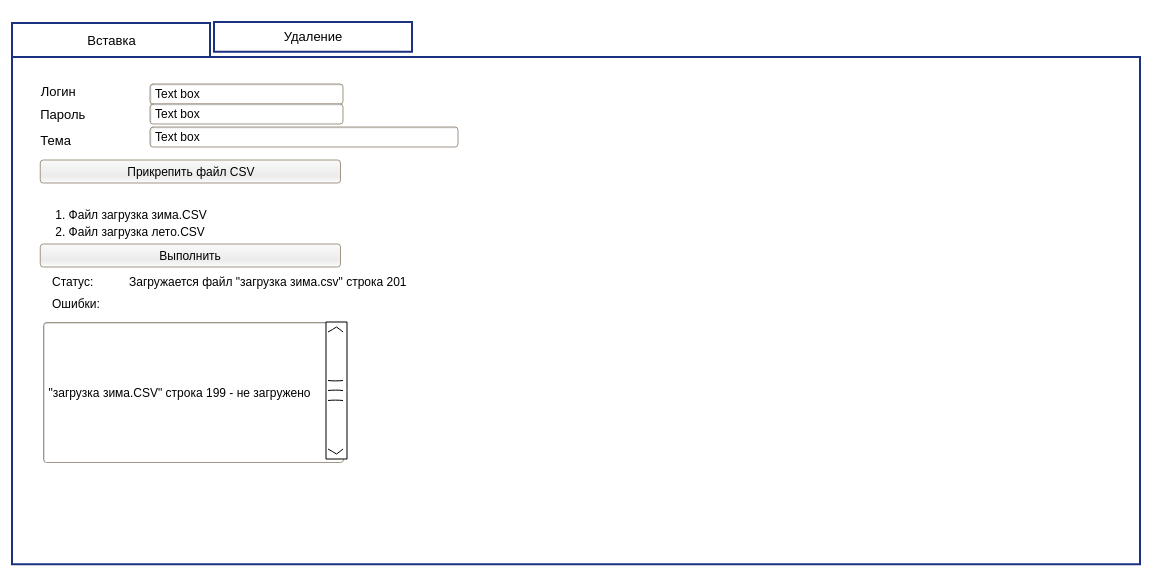 Вставка
Удаление
Логин
Text box
Пароль
Text box
Тема
Text box
Прикрепить файл CSV
1. Файл загрузка зима.CSV
2. Файл загрузка лето.CSV
Выполнить
Статус: Загружается файл "загрузка зима.csv" строка 201
Ошибки:
"загрузка зима.CSV" строка 199 - не загружено